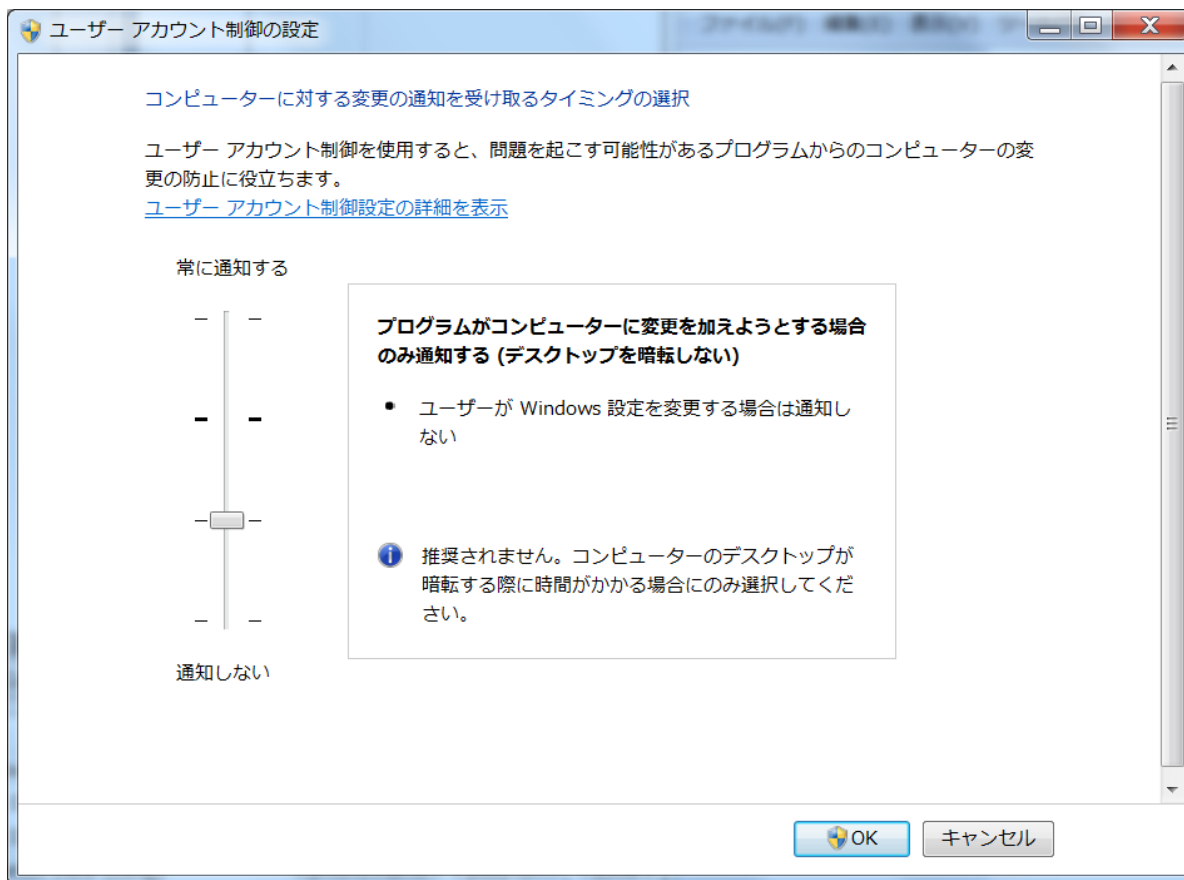 ユーザー アカウント制御の設定
ファイル(F) 編集(E) 表示(V)
コンピューターに対する変更の通知を受け取るタイミングの選択
ユーザー アカウント制御を使用すると、問題を起こす可能性があるプログラムからのコンピューターの変
更の防止に役立ちます。
ユーザー アカウント制御設定の詳細を表示
常に通知する
プログラムがコンピューターに変更を加えようとする場合
のみ通知する (デスクトップを暗転しない)
• ユーザーが Windows 設定を変更する場合は通知し
ない
推奨されません。コンピューターのデスクトップが
暗転する際に時間がかかる場合にのみ選択してくだ
さい。
通知しない
OK
キャンセル